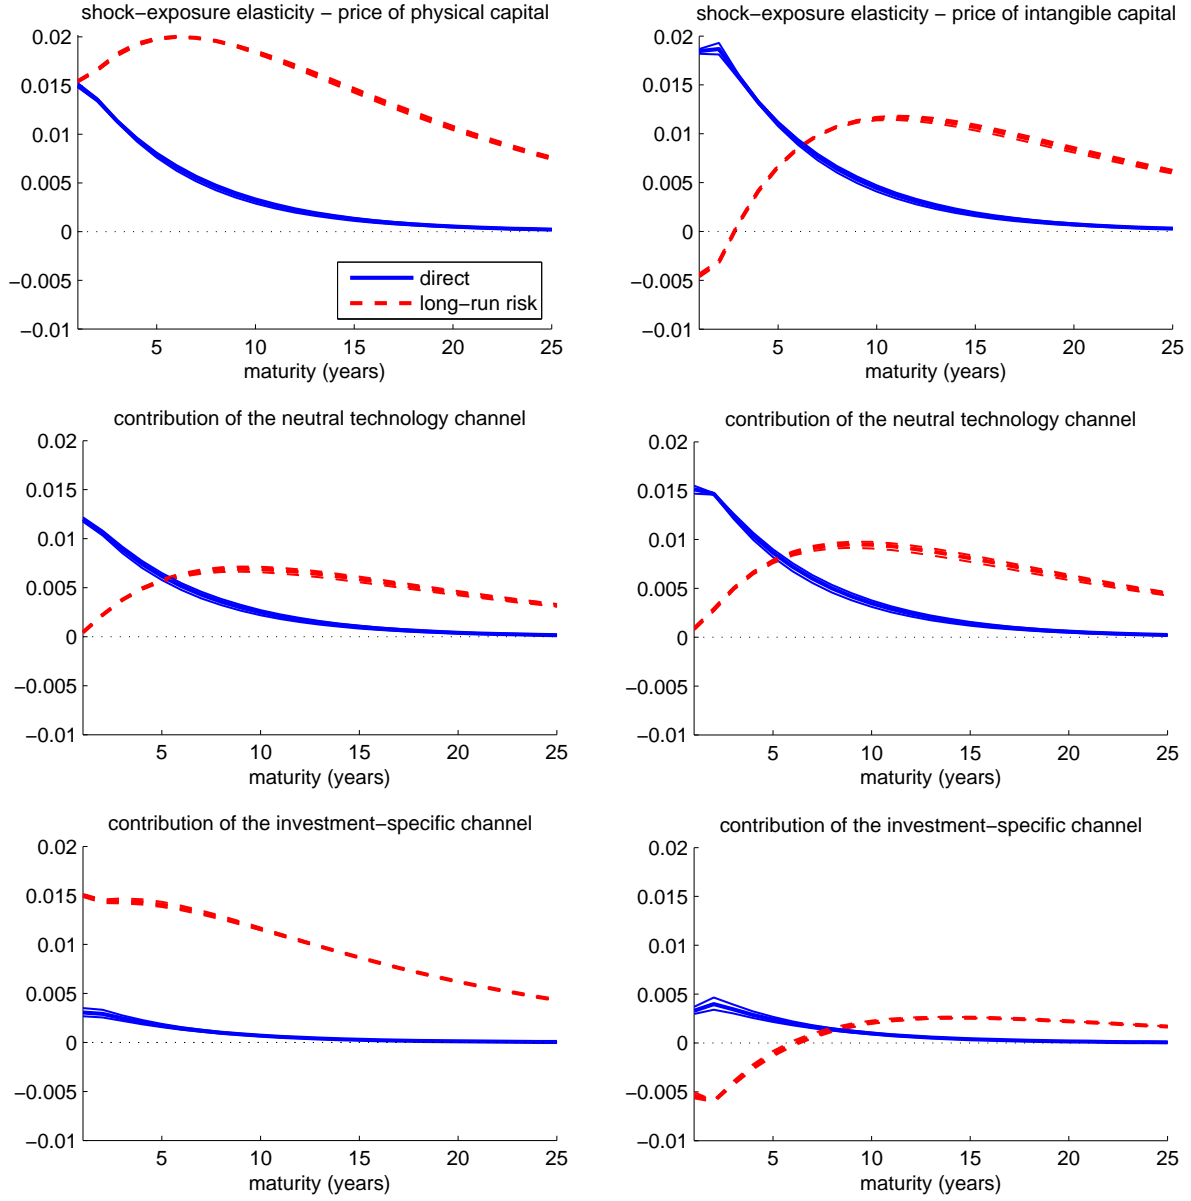 shock−exposure elasticity − price of physical capital
0.02
0.015
0.01
0.005
0
−0.005
−0.01
direct
long−run risk
5 10 15 20 25
maturity (years)
shock−exposure elasticity − price of intangible capital
0.02
0.015
0.01
0.005
0
−0.005
−0.01
5 10 15 20 25
maturity (years)
contribution of the neutral technology channel
0.02
0.015
0.01
0.005
0
−0.005
−0.01
5 10 15 20 25
maturity (years)
contribution of the neutral technology channel
0.02
0.015
0.01
0.005
0
−0.005
−0.01
5 10 15 20 25
maturity (years)
contribution of the investment−specific channel
0.02
0.015
0.01
0.005
0
−0.005
−0.01
5 10 15 20 25
maturity (years)
contribution of the investment−specific channel
0.02
0.015
0.01
0.005
0
−0.005
−0.01
5 10 15 20 25
maturity (years)